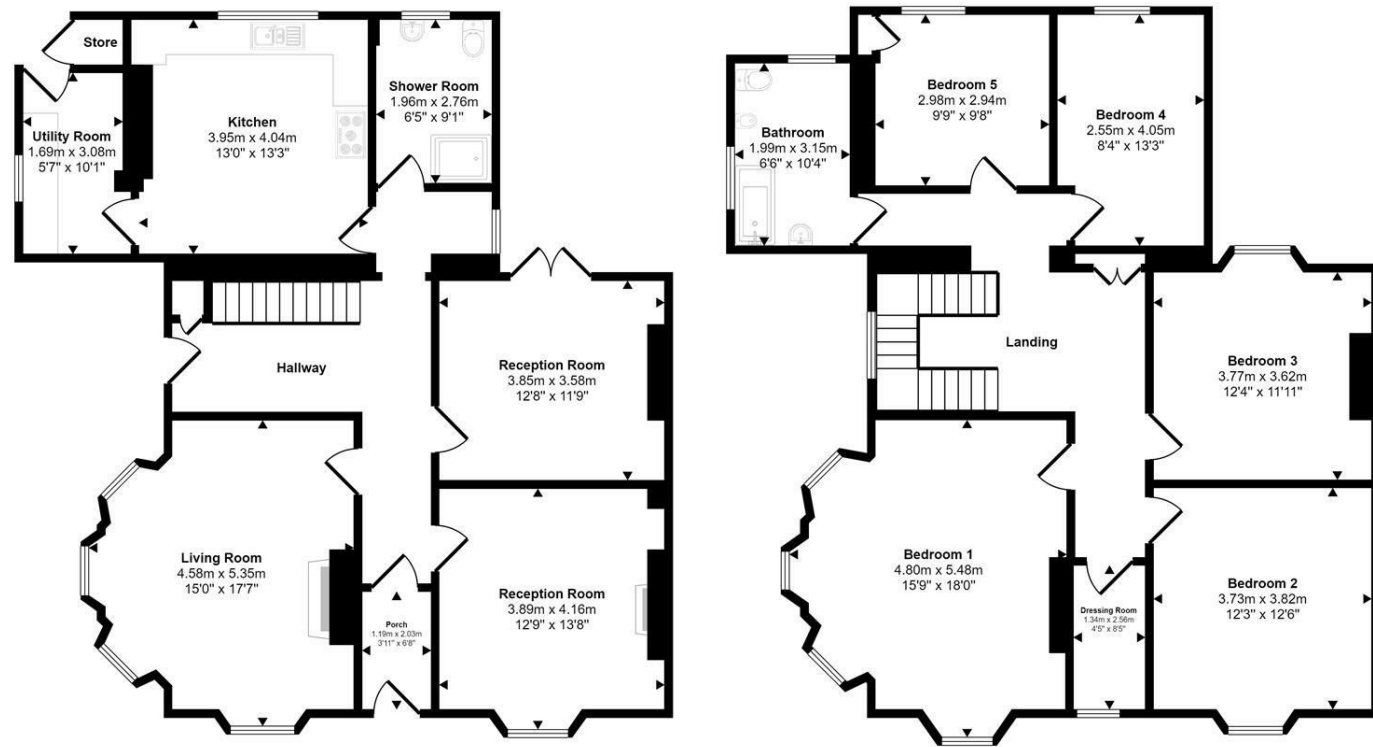 Store
Kitchen
3.95m x 4.04m
13'0" x 13'3"
Shower Room
1.96m x 2.76m
6'5" x 9'1"
Utility Room
1.69m x 3.08m
5'7" x 10'1"
Hallway
Reception Room
3.85m x 3.58m
12'8" x 11'9"
Living Room
4.58m x 5.35m
15'0" x 17'7"
Reception Room
3.89m x 4.16m
12'9" x 13'8"
Porch
1.19m x 2.03m
3'11" x 6'8"
Bedroom 5
2.98m x 2.94m
9'9" x 9'8"
Bedroom 4
2.55m x 4.05m
8'4" x 13'3"
Bathroom
1.99m x 3.15m
6'6" x 10'4"
Landing
Bedroom 3
3.77m x 3.62m
12'4" x 11'11"
Bedroom 1
4.80m x 5.48m
15'9" x 18'0"
Bedroom 2
3.73m x 3.82m
12'3" x 12'6"
Dressing Room
1.34m x 2.56m
4'5" x 8'5"